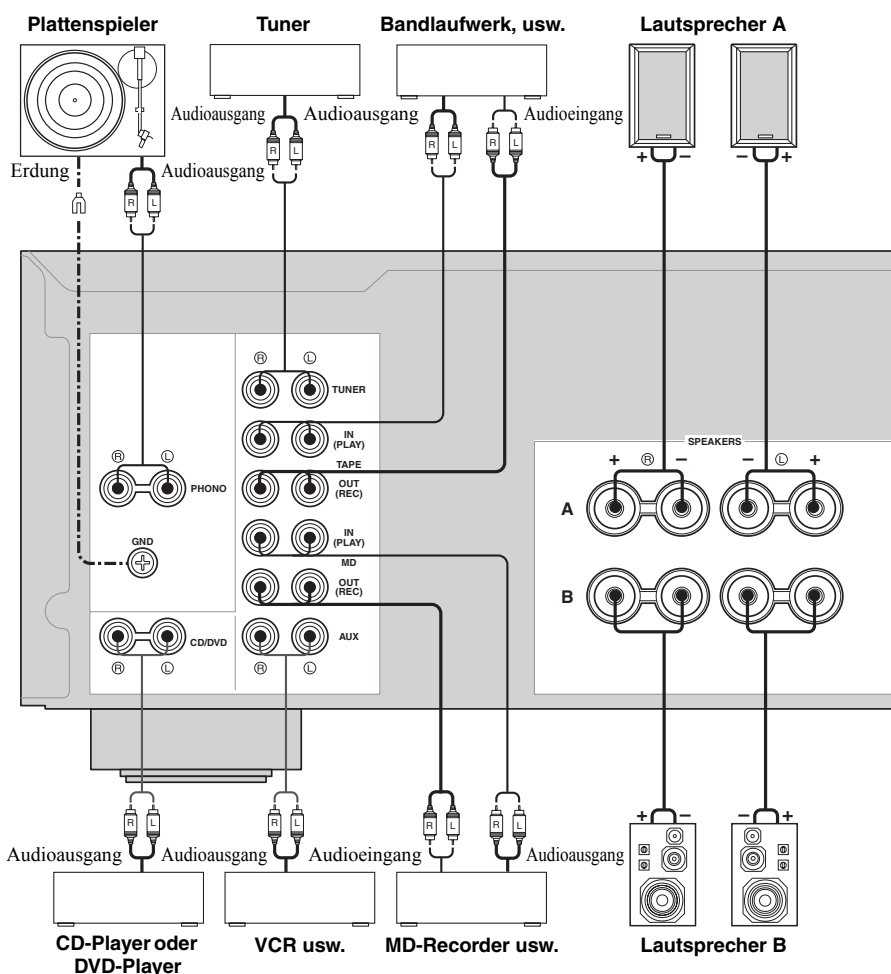 Plattenspieler
Tuner
Bandlaufwerk, usw.
Lautsprecher A
Audioausgang
Audioausgang
Audioeingang
R L
R L
R L
+ − − +
Erdung
Audioausgang
R L
R L
TUNER
SPEAKERS
IN
(PLAY)
+ R − − L +
R L
TAPE
PHONO
OUT
(REC)
A
GND
IN
(PLAY)
MD
OUT
(REC)
B
CD/DVD
AUX
R L
R L
+ − − +
R L
R L
R L
R L
Audioausgang
Audioausgang
Audioeingang
Audioausgang
CD-Player oder
DVD-Player
VCR usw.
MD-Recorder usw.
Lautsprecher B